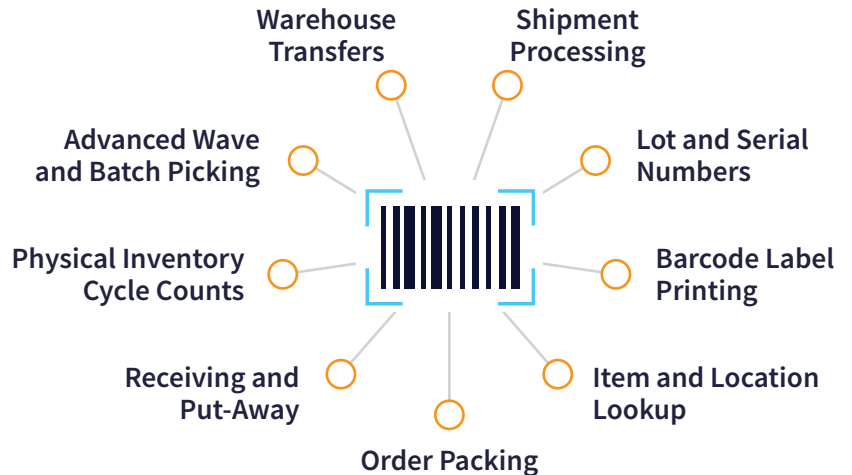 Warehouse
Transfers
Shipment
Processing
Advanced Wave
and Batch Picking
Lot and Serial
Numbers
Physical Inventory
Cycle Counts
Barcode Label
Printing
Receiving and
Put-Away
Item and Location
Lookup
Order Packing